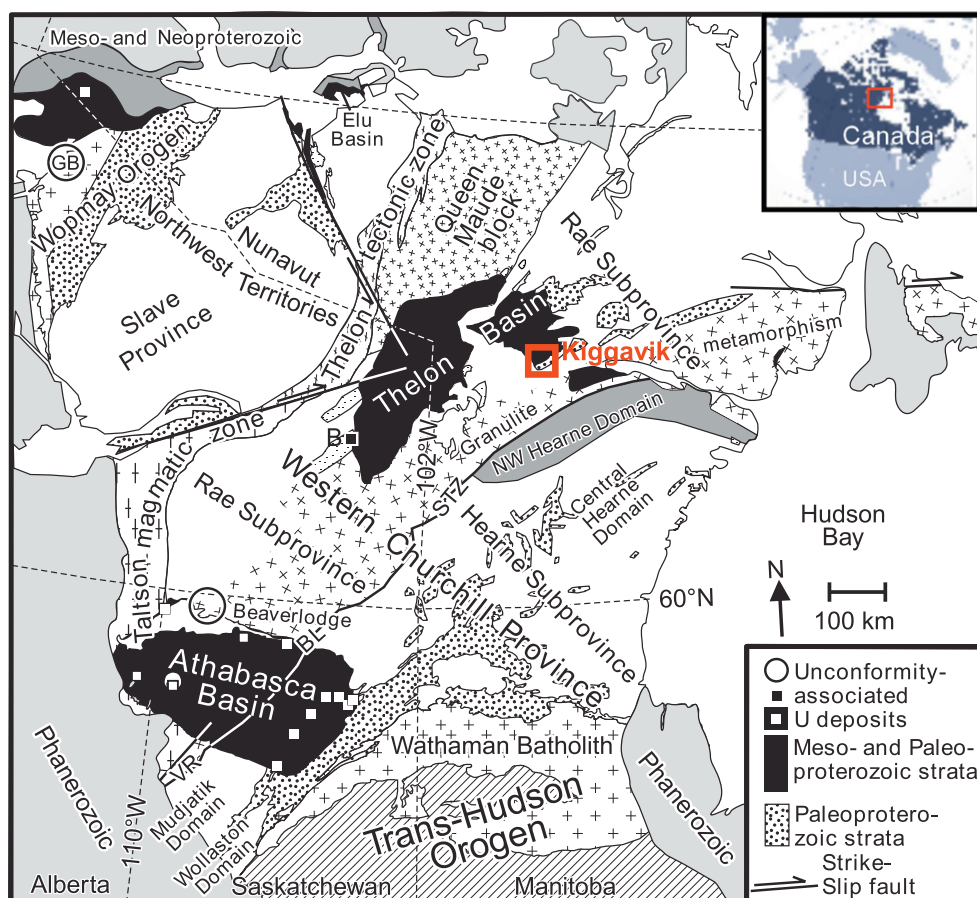 Meso- and Neoproterozoic
Elu
Basin
GB
Wopmay Orogen
tectonic zone
Queen
Maude
block
Canada
USA
Nunavut
Northwest
Territories
Rae Subprovince
Slave
Province
Thelon
Basin
Thelon
metamorphism
Kiggavik
Granulite
NW Hearne Domain
zone
B
102°W
Western
STZ
Central
Hearne
Domain
Taltson magmatic
Rae Subprovince
Hearne Subprovince
Churchill
Province
Hudson
Bay
N
100 km
60°N
Beaverlodge
BL
Athabasca
Basin
VR
Phanerozoic
110°W
Mudjatik
Domain
Wollaston
Domain
Wathaman Batholith
Trans-Hudson
Orogen
Phanerozoic
Alberta
Saskatchewan
Manitoba
Unconformity-
associated
U deposits
Meso- and Paleo-
proterozoic strata
Paleoprotero-
zoic strata
Strike-
Slip fault